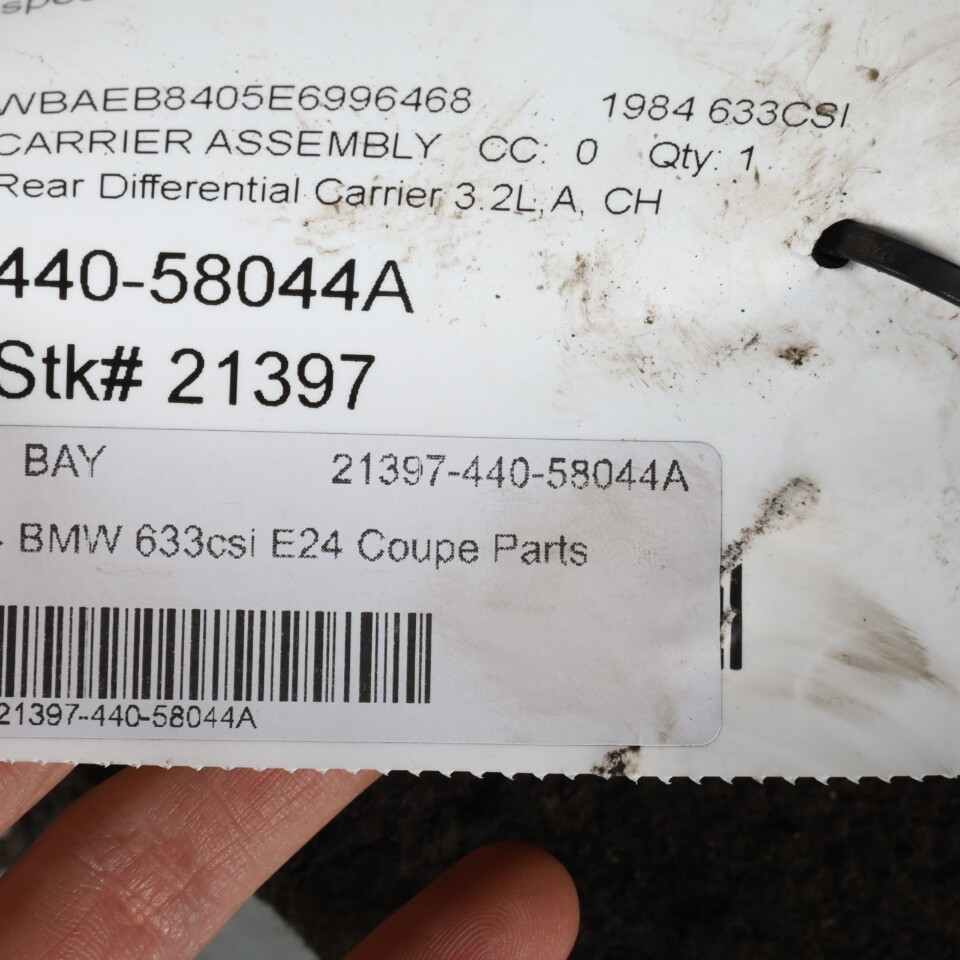 WBAEB8405E6996468 1984 633CSI
CARRIER ASSEMBLY CC: 0 Qty: 1
Rear Differential Carrier 3.2L, A, CH
440-58044A
Stk# 21397
BAY 21397-440-58044A
BMW 633csi E24 Coupe Parts
21397-440-58044A